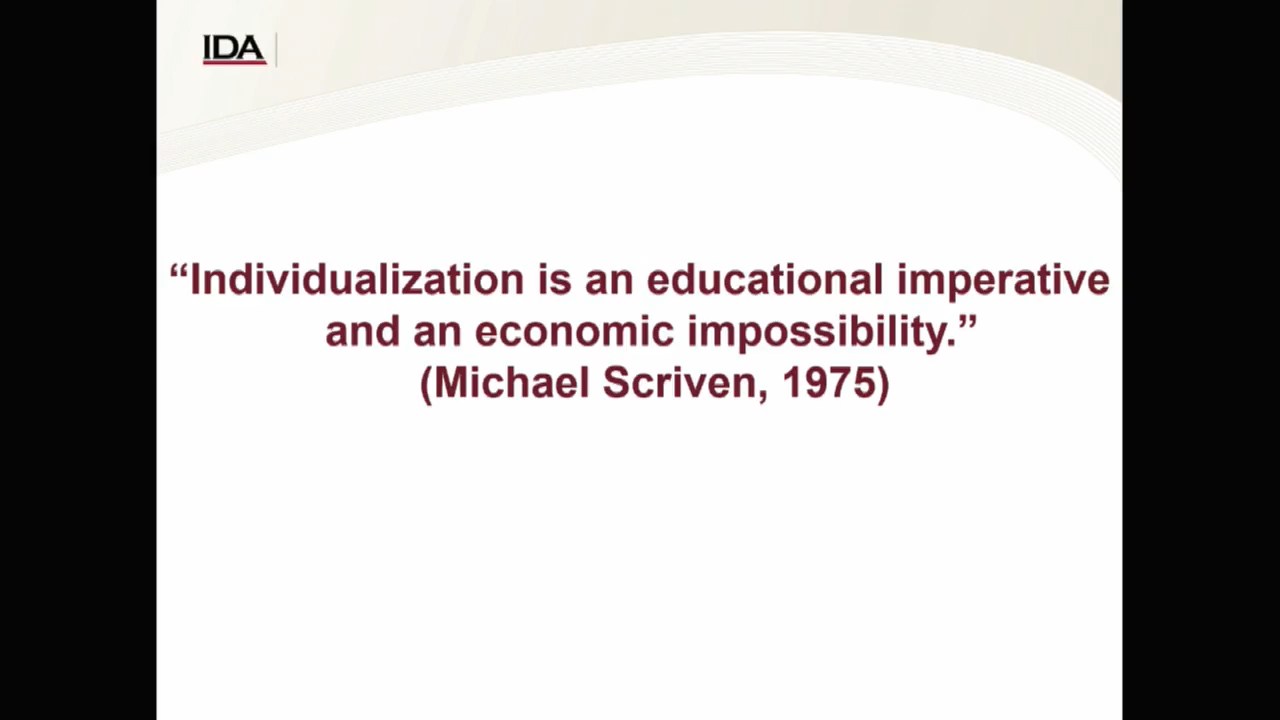 IDA
“Individualization is an educational imperative
and an economic impossibility.”
(Michael Scriven, 1975)